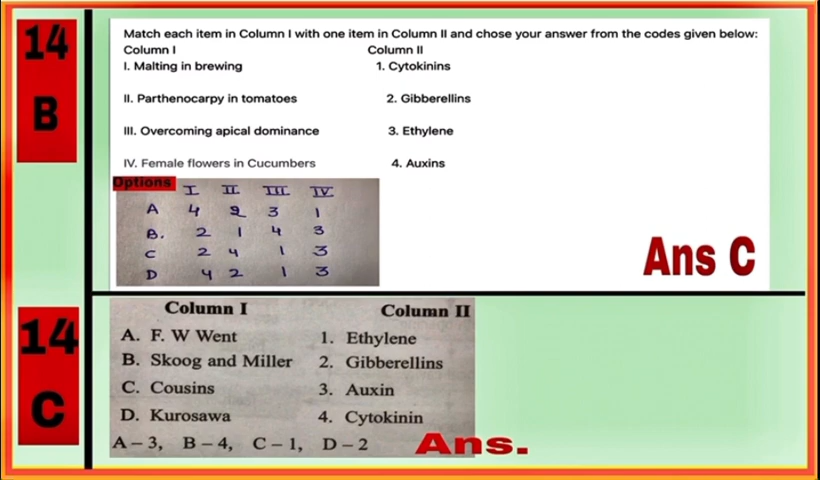 14
B
Match each item in Column I with one item in Column II and chose your answer from the codes given below:
Column I Column II
I. Malting in brewing 1. Cytokinins
II. Parthenocarpy in tomatoes 2. Gibberellins
III. Overcoming apical dominance 3. Ethylene
IV. Female flowers in Cucumbers 4. Auxins
Options
I II III IV
A 4 2 3 1
B. 2 1 4 3
C 2 4 1 3
D 4 2 1 3
Ans C
14
C
Column I Column II
A. F. W Went 1. Ethylene
B. Skoog and Miller 2. Gibberellins
C. Cousins 3. Auxin
D. Kurosawa 4. Cytokinin
A – 3, B – 4, C – 1, D – 2 Ans.